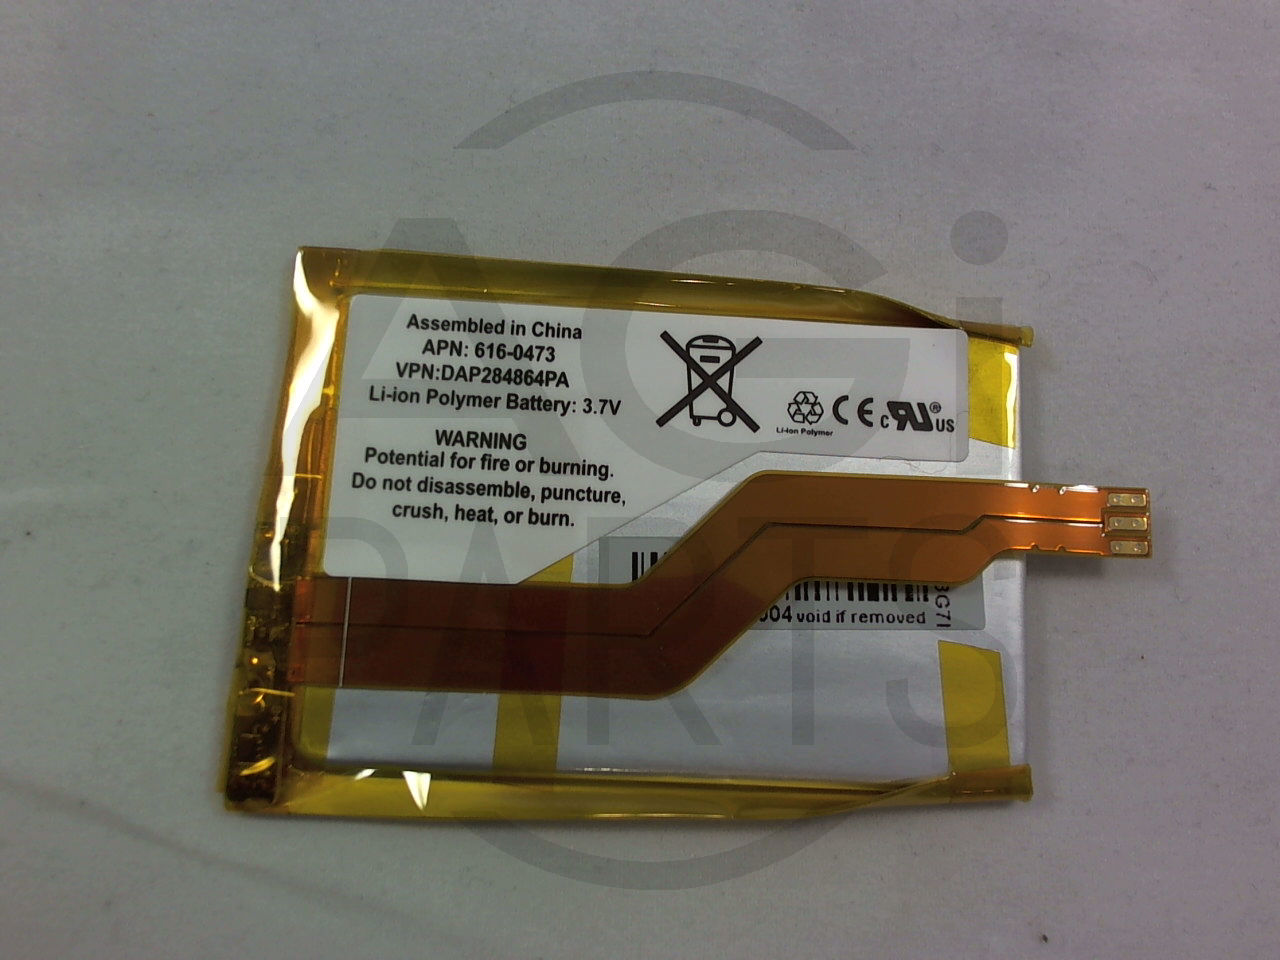 Assembled in China
APN: 616-0473
VPN:DAP284864PA
Li-ion Polymer Battery: 3.7V
WARNING
Potential for fire or burning.
Do not disassemble, puncture,
crush, heat, or burn.
Li-Ion Polymer
CE c UR ® US
void if removed
AGi
PARTS